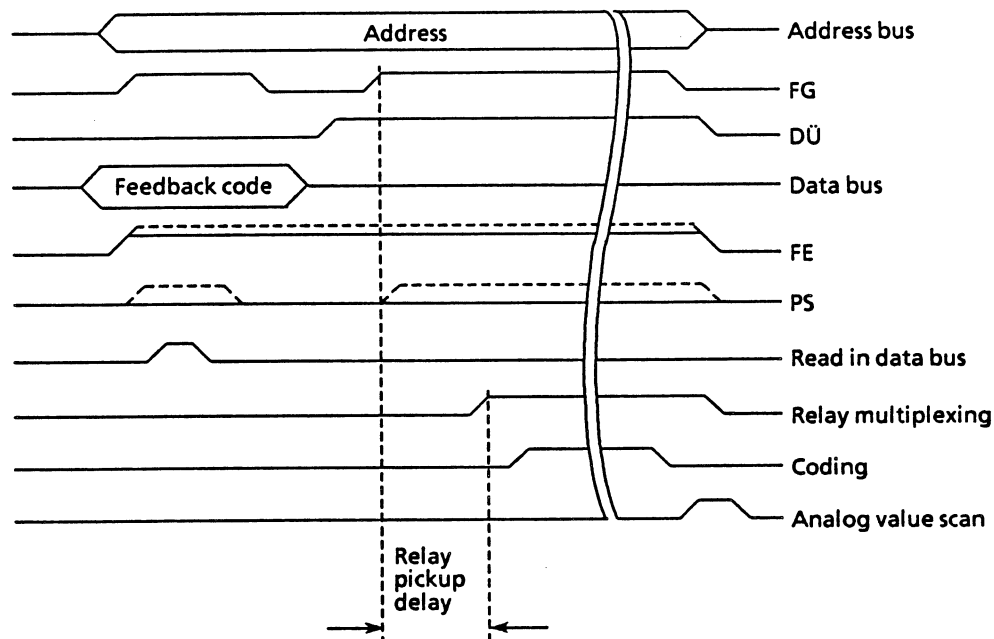 Address
Address bus
FG
DÜ
Feedback code
Data bus
FE
PS
Read in data bus
Relay multiplexing
Coding
Analog value scan
Relay
pickup
delay